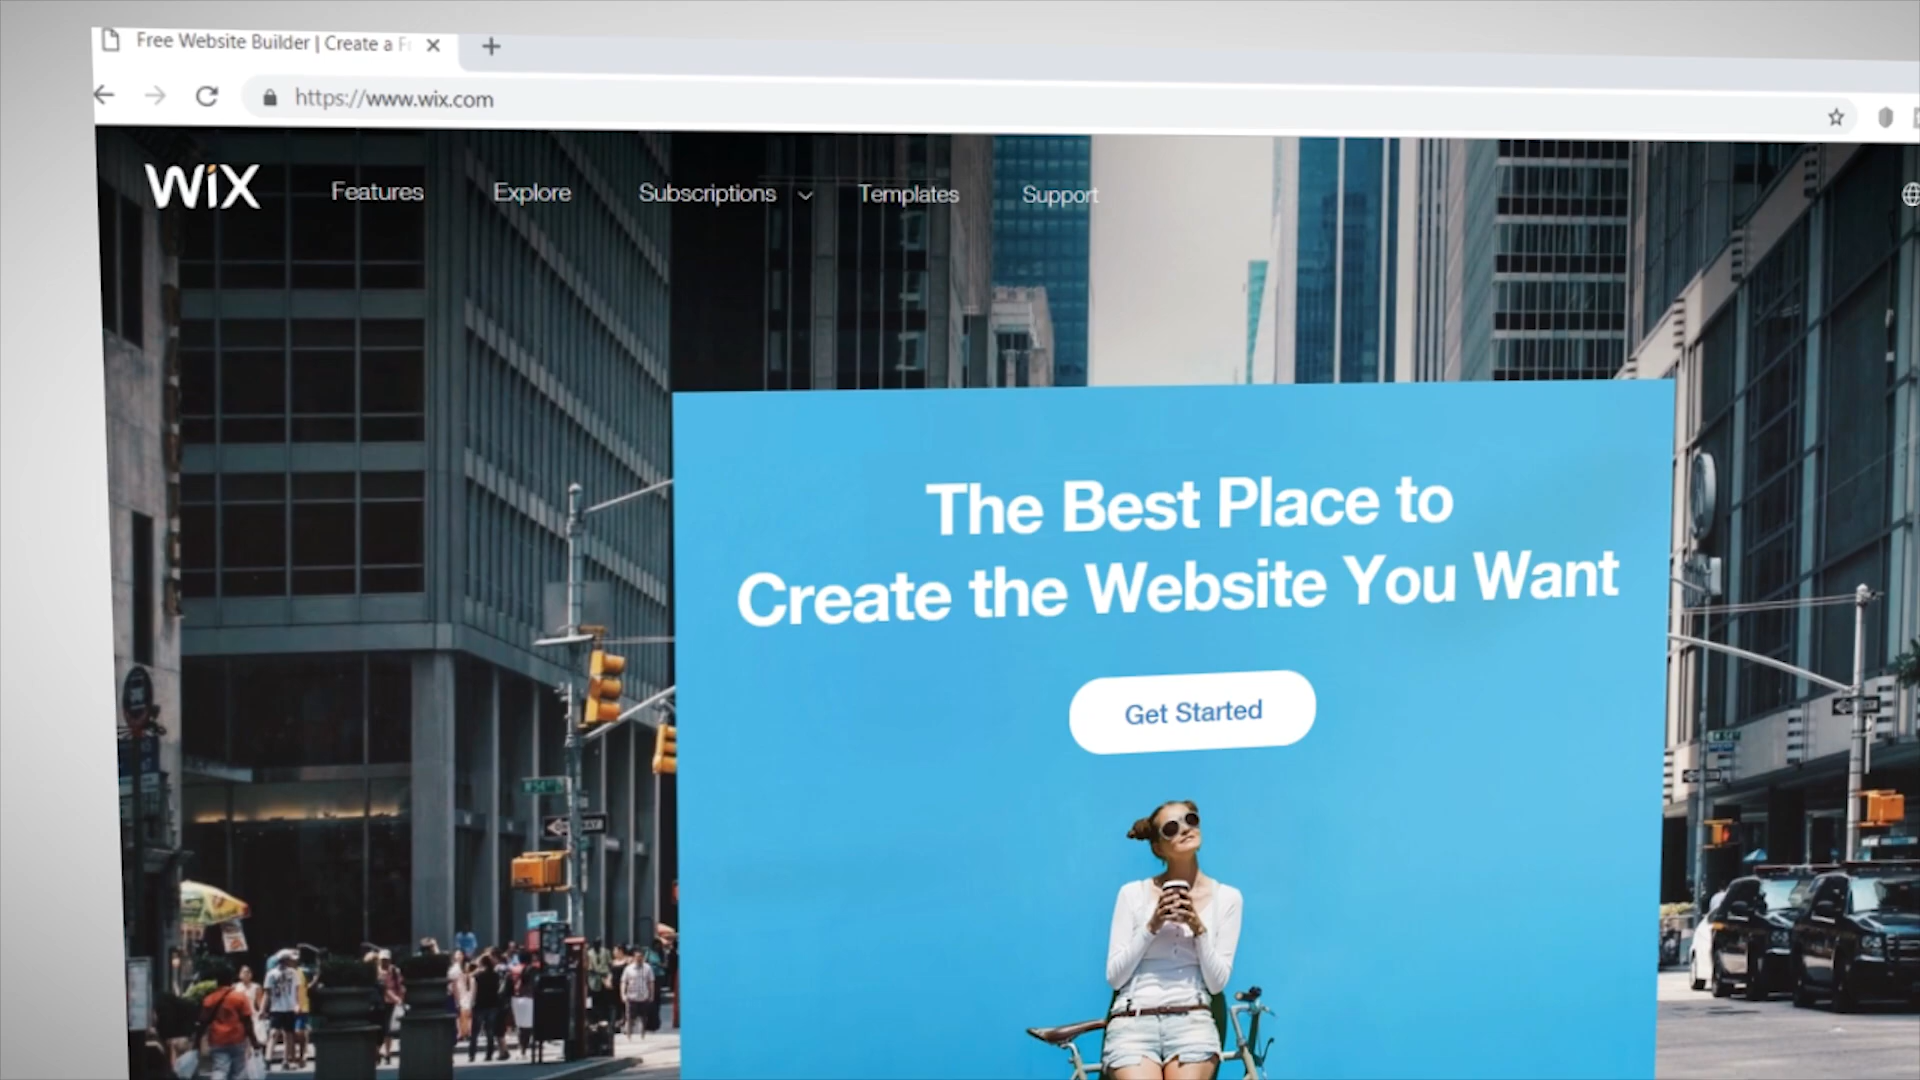 Free Website Builder | Create a Fr
https://www.wix.com
WiX Features Explore Subscriptions Templates Support
The Best Place to
Create the Website You Want
Get Started